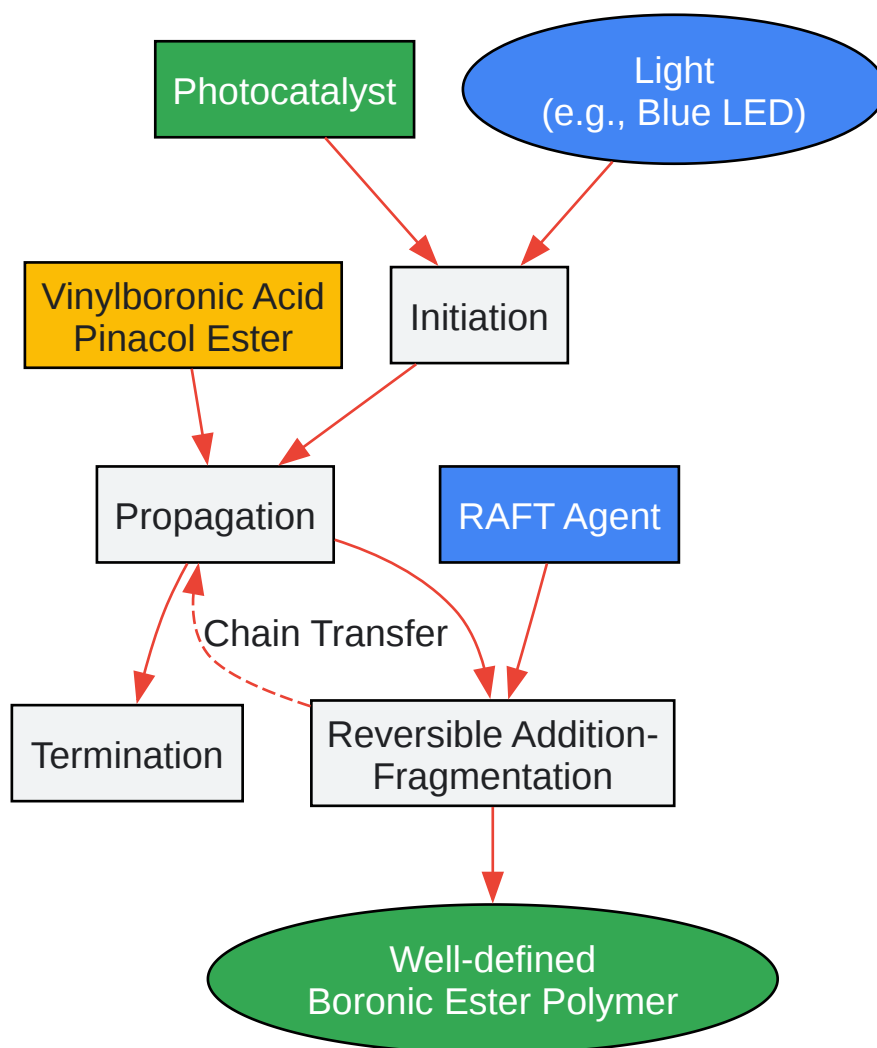 Photocatalyst
Light
(e.g., Blue LED)
Vinylboronic Acid
Pinacol Ester
Initiation
Propagation
RAFT Agent
Chain Transfer
Termination
Reversible Addition-
Fragmentation
Well-defined
Boronic Ester Polymer